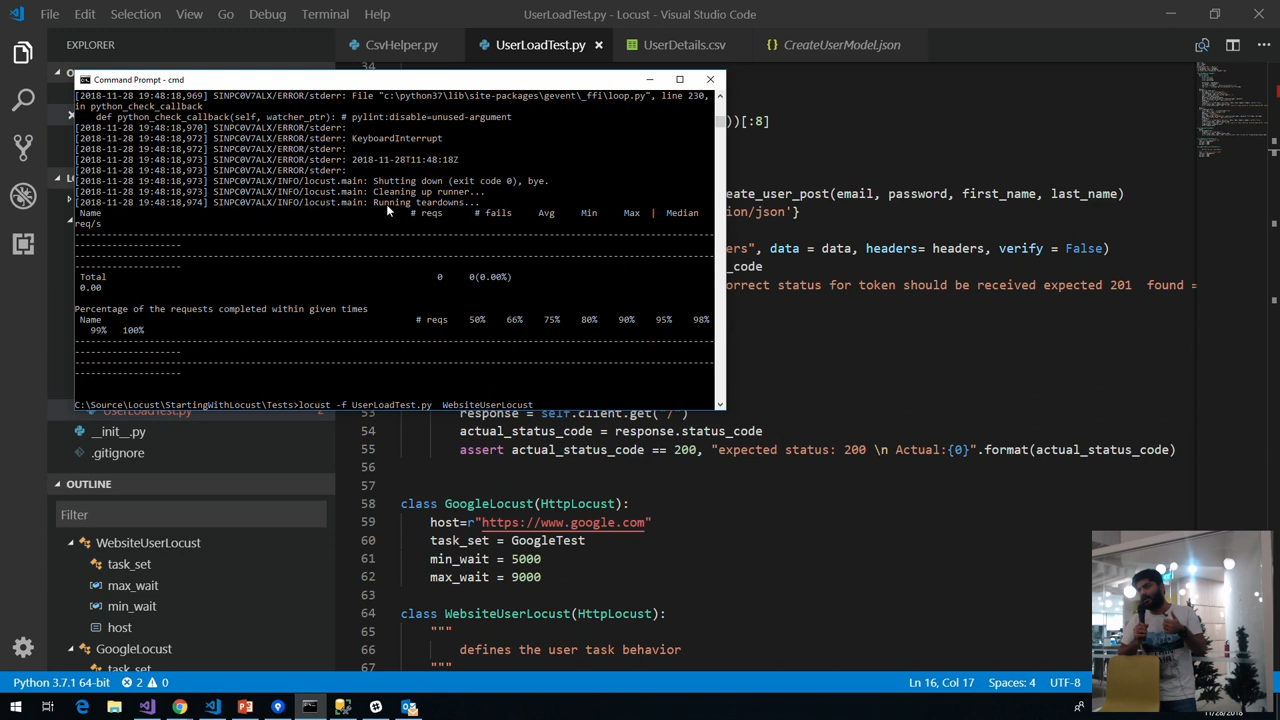 File Edit Selection View Go Debug Terminal Help UserLoadTest.py - Locust - Visual Studio Code
EXPLORER CsvHelper.py UserLoadTest.py × UserDetails.csv { } CreateUserModel.json
34
Command Prompt - cmd
[2018-11-28 19:48:18,969] SINPC0V7ALX/ERROR/stderr: File "c:\python37\lib\site-packages\gevent\_ffi\loop.py", line 230,
in python_check_callback
def python_check_callback(self, watcher_ptr): # pylint:disable=unused-argument
[2018-11-28 19:48:18,970] SINPC0V7ALX/ERROR/stderr:
[2018-11-28 19:48:18,972] SINPC0V7ALX/ERROR/stderr: KeyboardInterrupt
[2018-11-28 19:48:18,972] SINPC0V7ALX/ERROR/stderr:
[2018-11-28 19:48:18,973] SINPC0V7ALX/ERROR/stderr: 2018-11-28T11:48:18Z
[2018-11-28 19:48:18,973] SINPC0V7ALX/ERROR/stderr:
[2018-11-28 19:48:18,973] SINPC0V7ALX/INFO/locust.main: Shutting down (exit code 0), bye.
[2018-11-28 19:48:18,973] SINPC0V7ALX/INFO/locust.main: Cleaning up runner...
[2018-11-28 19:48:18,974] SINPC0V7ALX/INFO/locust.main: Running teardowns...
Name # reqs # fails Avg Min Max | Median
req/s
Total 0 0(0.00%)
0.00
Percentage of the requests completed within given times
Name # reqs 50% 66% 75% 80% 90% 95% 98%
99% 100%
C:\Source\Locust\StartingWithLocust\Tests>locust -f UserLoadTest.py WebsiteUserLocust
))[:8]
eate_user_post(email, password, first_name, last_name)
ion/json'}
ers", data = data, headers= headers, verify = False)
_code
orrect status for token should be received expected 201 found =
UserLoadTest.py 2
__init__.py
.gitignore
OUTLINE
Filter
WebsiteUserLocust
task_set
max_wait
min_wait
host
GoogleLocust
task_set
53 response = self.client.get("/")
54 actual_status_code = response.status_code
55 assert actual_status_code == 200, "expected status: 200 \n Actual:{0}".format(actual_status_code)
56
57
58 class GoogleLocust(HttpLocust):
59 host=r"https://www.google.com"
60 task_set = GoogleTest
61 min_wait = 5000
62 max_wait = 9000
63
64 class WebsiteUserLocust(HttpLocust):
65 """
66 defines the user task behavior
67 """
Python 3.7.1 64-bit 2 0 Ln 16, Col 17 Spaces: 4 UTF-8
11/28/2018